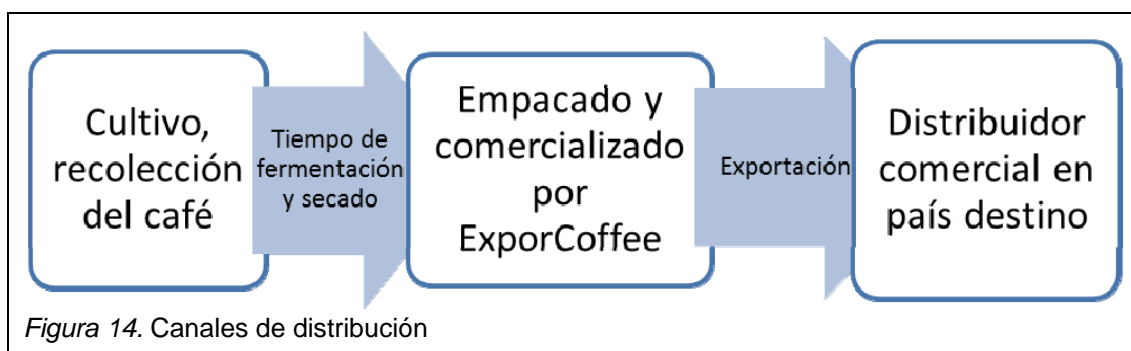 Cultivo,
recolección
del café
Tiempo de
fermentación
y secado
Empacado y
comercializado
por
ExporCoffee
Exportación
Distribuidor
comercial en
país destino
Figura 14. Canales de distribución